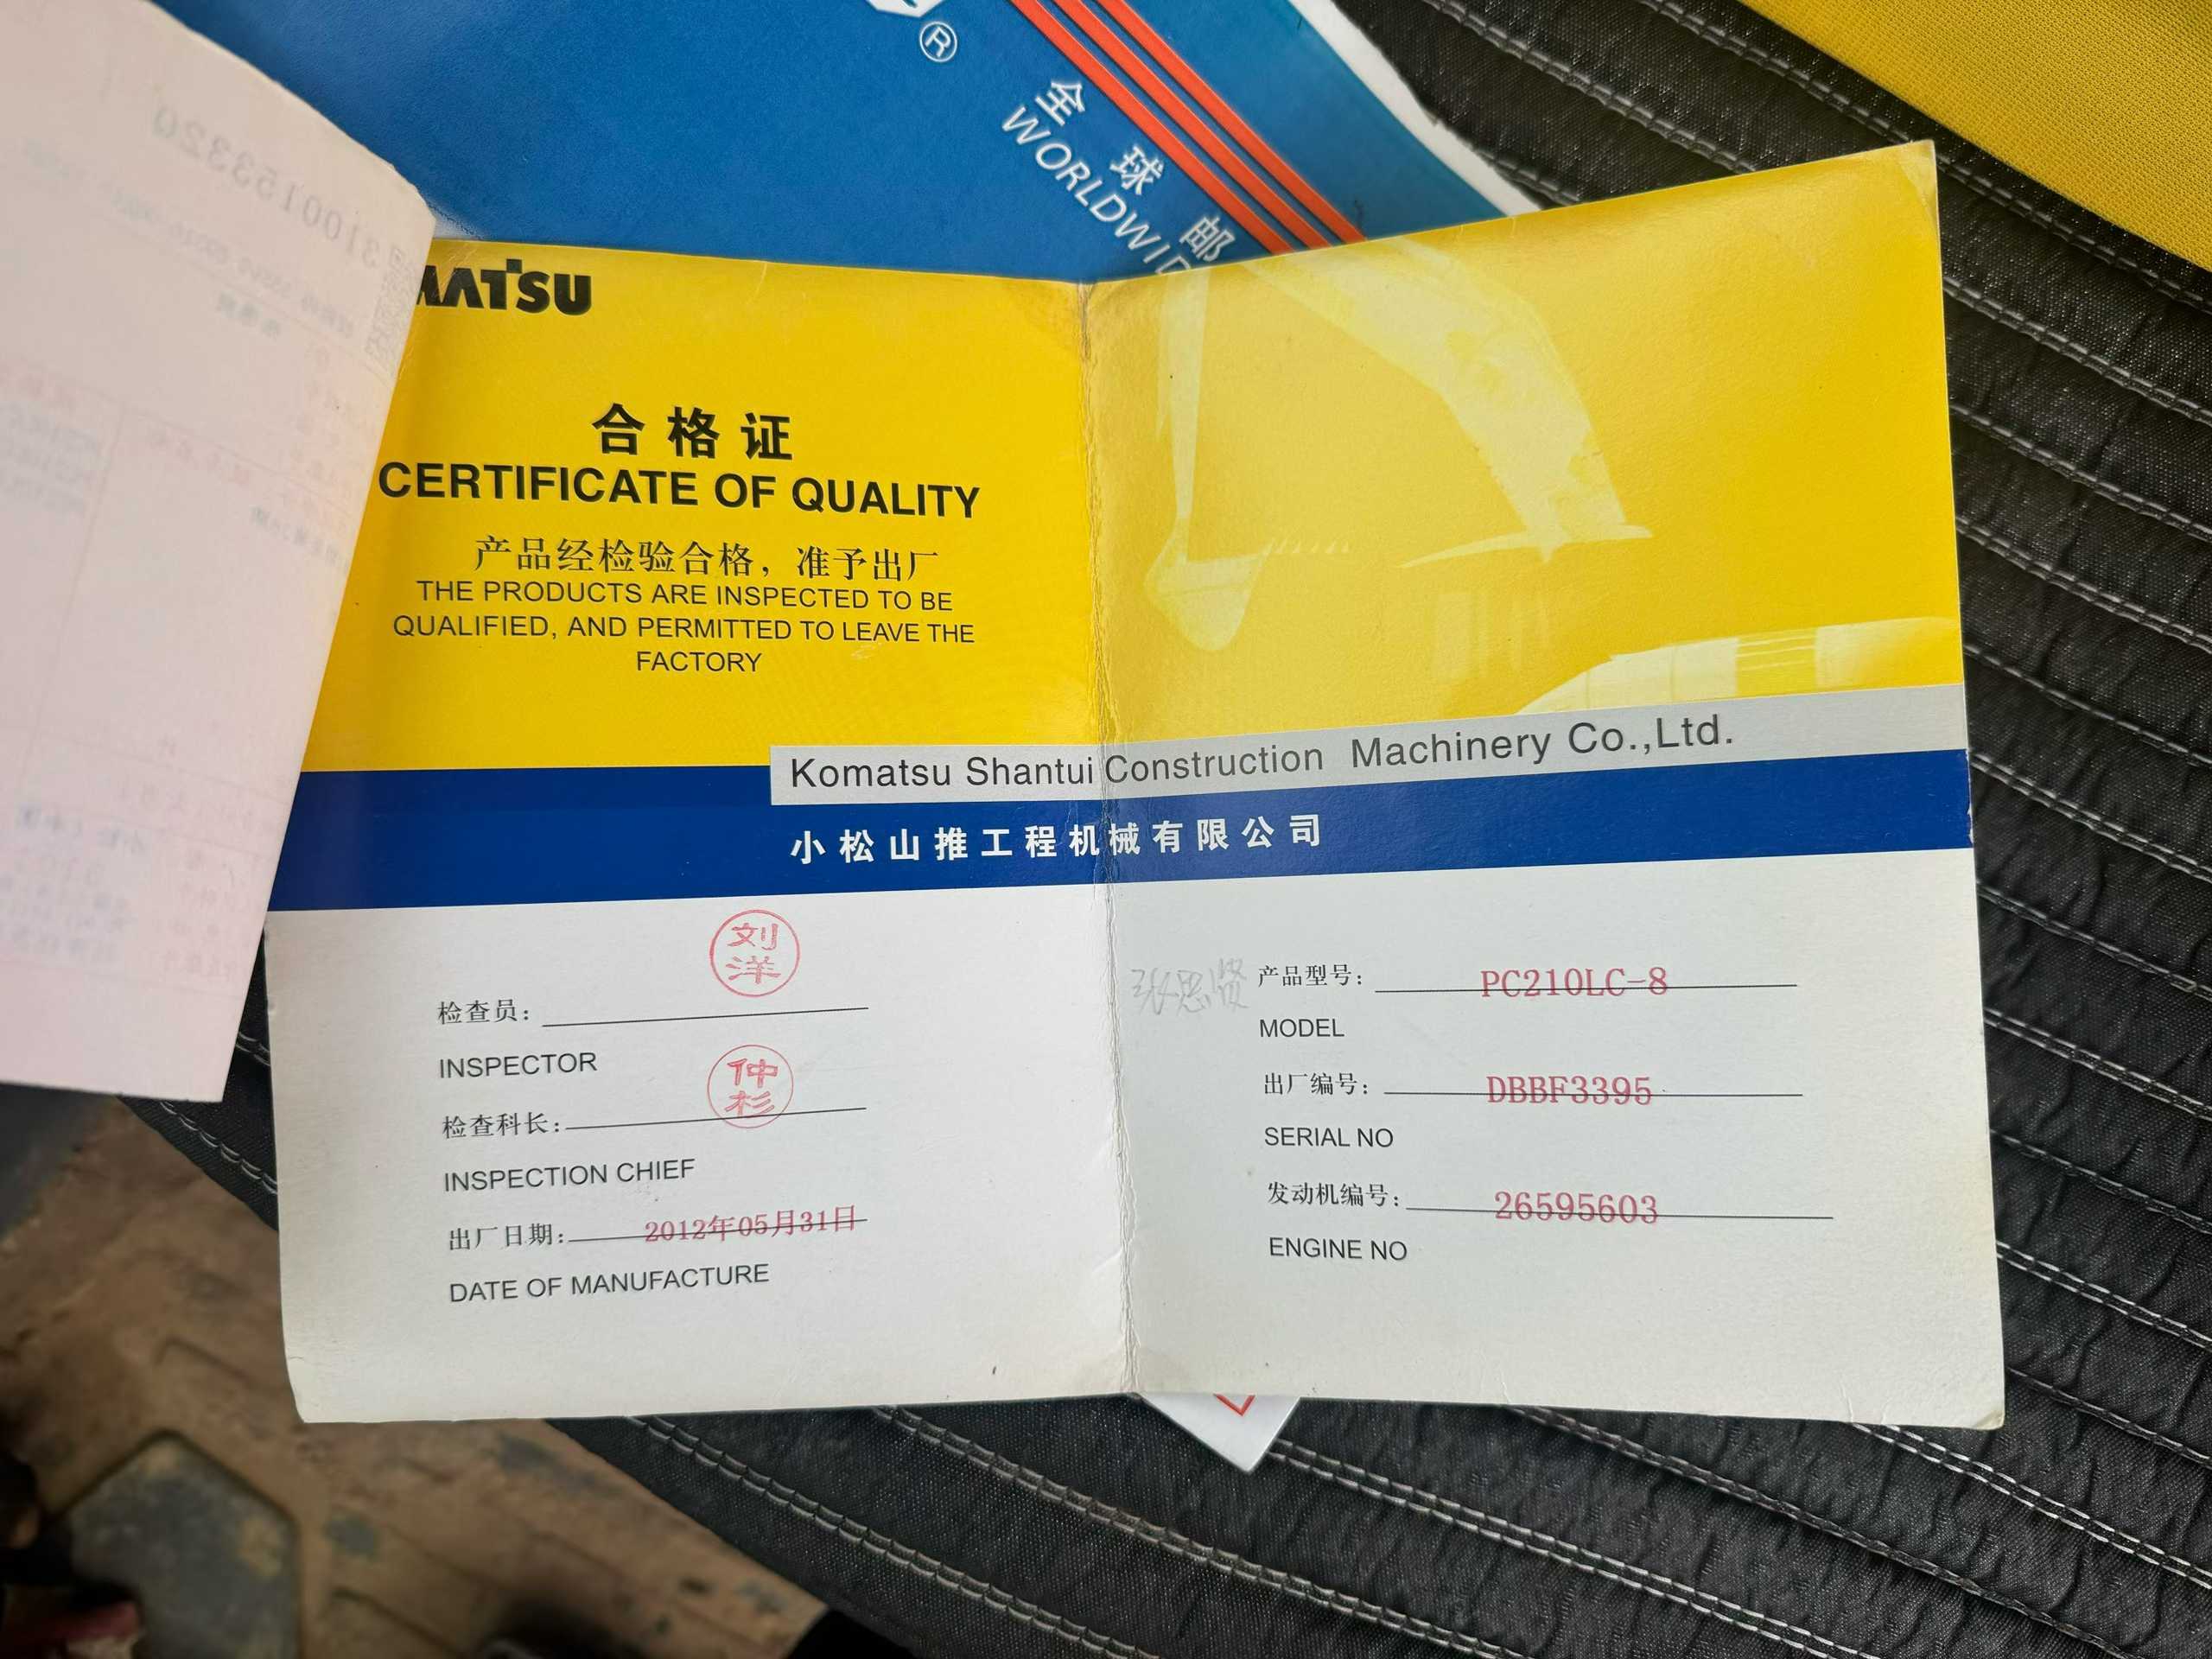 ®
全球邮
WORLDWID
MATSU
合格证
CERTIFICATE OF QUALITY
产品经检验合格，准予出厂
THE PRODUCTS ARE INSPECTED TO BE
QUALIFIED, AND PERMITTED TO LEAVE THE
FACTORY
Komatsu Shantui Construction Machinery Co.,Ltd.
小松山推工程机械有限公司
刘洋
检查员：
INSPECTOR
仲杉
检查科长：
INSPECTION CHIEF
出厂日期： 2012年05月31日
DATE OF MANUFACTURE
张思贤
产品型号： PC210LC-8
MODEL
出厂编号： DBBF3395
SERIAL NO
发动机编号： 26595603
ENGINE NO